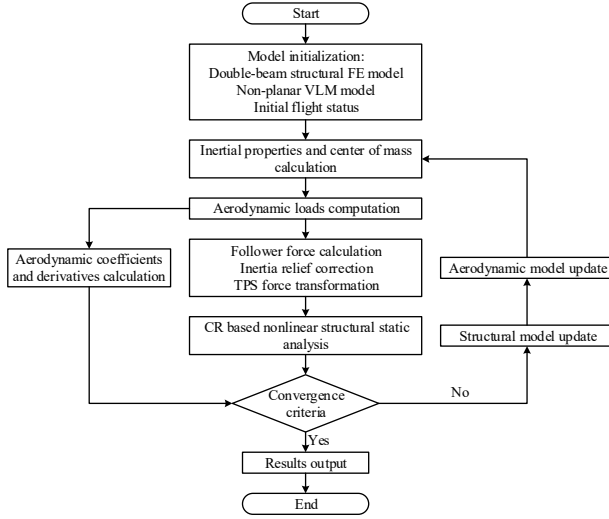 Start
Model initialization:
Double-beam structural FE model
Non-planar VLM model
Initial flight status
Inertial properties and center of mass
calculation
Aerodynamic loads computation
Aerodynamic coefficients
and derivatives calculation
Follower force calculation
Inertia relief correction
TPS force transformation
Aerodynamic model update
CR based nonlinear structural static
analysis
Structural model update
Convergence
criteria
No
Yes
Results output
End